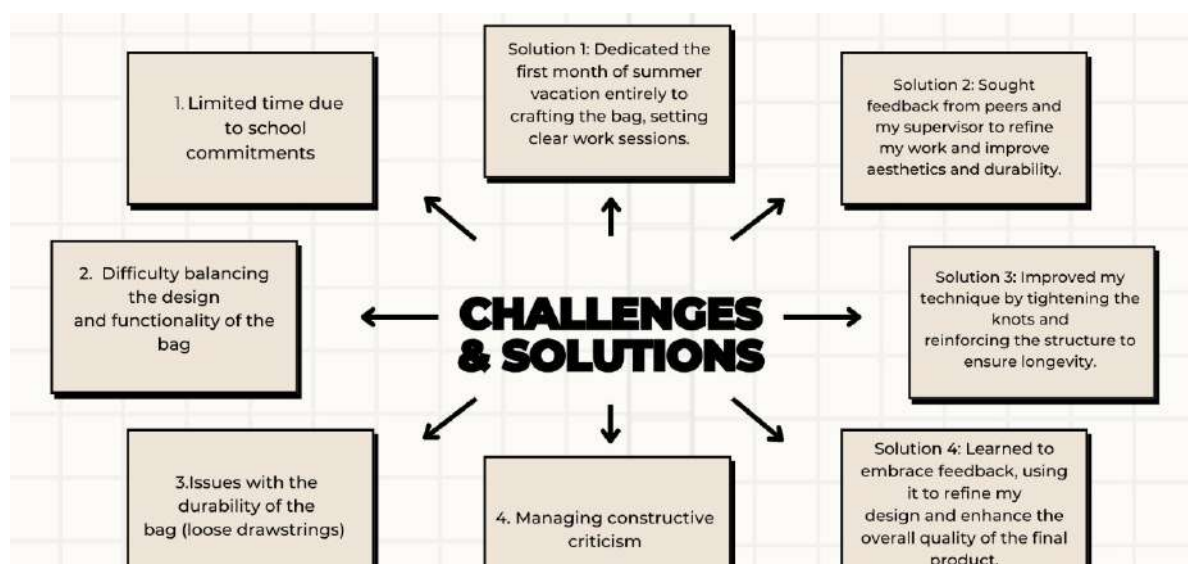 1. Limited time due
to school
commitments
Solution 1: Dedicated the
first month of summer
vacation entirely to
crafting the bag, setting
clear work sessions.
Solution 2: Sought
feedback from peers and
my supervisor to refine
my work and improve
aesthetics and durability.
2. Difficulty balancing
the design
and functionality of the
bag
CHALLENGES
& SOLUTIONS
Solution 3: Improved my
technique by tightening the
knots and
reinforcing the structure to
ensure longevity.
3.Issues with the
durability of the
bag (loose drawstrings)
4. Managing constructive
criticism
Solution 4: Learned to
embrace feedback, using
it to refine my
design and enhance the
overall quality of the final
product.